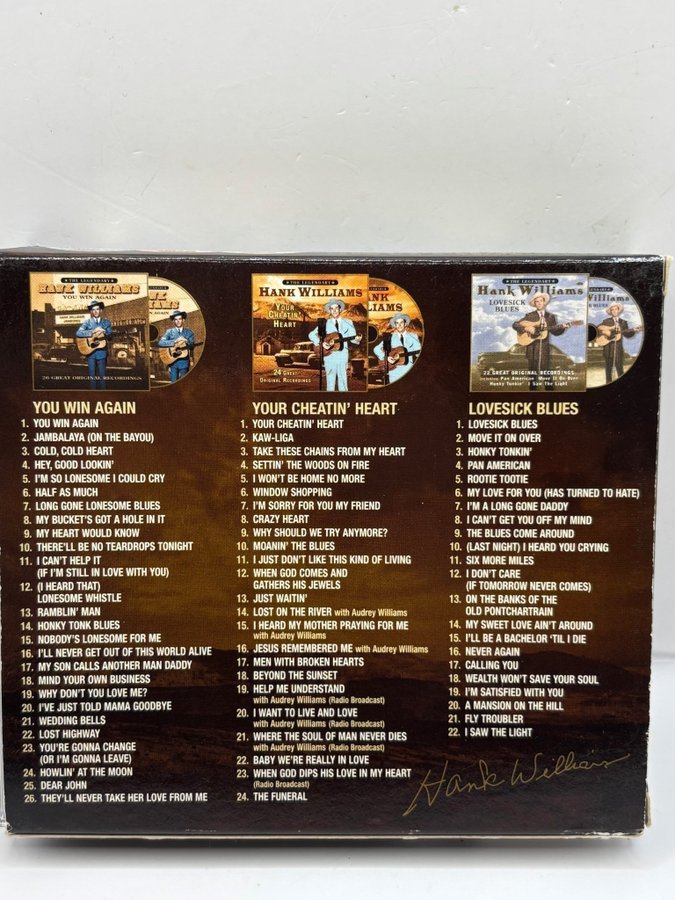 THE LEGENDARY
HANK WILLIAMS
YOU WIN AGAIN
26 GREAT ORIGINAL RECORDINGS
YOU WIN AGAIN
1. YOU WIN AGAIN
2. JAMBALAYA (ON THE BAYOU)
3. COLD, COLD HEART
4. HEY, GOOD LOOKIN'
5. I'M SO LONESOME I COULD CRY
6. HALF AS MUCH
7. LONG GONE LONESOME BLUES
8. MY BUCKET'S GOT A HOLE IN IT
9. MY HEART WOULD KNOW
10. THERE'LL BE NO TEARDROPS TONIGHT
11. I CAN'T HELP IT
(IF I'M STILL IN LOVE WITH YOU)
12. (I HEARD THAT)
LONESOME WHISTLE
13. RAMBLIN' MAN
14. HONKY TONK BLUES
15. NOBODY'S LONESOME FOR ME
16. I'LL NEVER GET OUT OF THIS WORLD ALIVE
17. MY SON CALLS ANOTHER MAN DADDY
18. MIND YOUR OWN BUSINESS
19. WHY DON'T YOU LOVE ME?
20. I'VE JUST TOLD MAMA GOODBYE
21. WEDDING BELLS
22. LOST HIGHWAY
23. YOU'RE GONNA CHANGE
(OR I'M GONNA LEAVE)
24. HOWLIN' AT THE MOON
25. DEAR JOHN
26. THEY'LL NEVER TAKE HER LOVE FROM ME
THE LEGENDARY
HANK WILLIAMS
YOUR
CHEATIN'
HEART
24 GREAT
ORIGINAL RECORDINGS
YOUR CHEATIN' HEART
1. YOUR CHEATIN' HEART
2. KAW-LIGA
3. TAKE THESE CHAINS FROM MY HEART
4. SETTIN' THE WOODS ON FIRE
5. I WON'T BE HOME NO MORE
6. WINDOW SHOPPING
7. I'M SORRY FOR YOU MY FRIEND
8. CRAZY HEART
9. WHY SHOULD WE TRY ANYMORE?
10. MOANIN' THE BLUES
11. I JUST DON'T LIKE THIS KIND OF LIVING
12. WHEN GOD COMES AND
GATHERS HIS JEWELS
13. JUST WAITIN'
14. LOST ON THE RIVER with Audrey Williams
15. I HEARD MY MOTHER PRAYING FOR ME
with Audrey Williams
16. JESUS REMEMBERED ME with Audrey Williams
17. MEN WITH BROKEN HEARTS
18. BEYOND THE SUNSET
19. HELP ME UNDERSTAND
with Audrey Williams (Radio Broadcast)
20. I WANT TO LIVE AND LOVE
with Audrey Williams (Radio Broadcast)
21. WHERE THE SOUL OF MAN NEVER DIES
with Audrey Williams (Radio Broadcast)
22. BABY WE'RE REALLY IN LOVE
23. WHEN GOD DIPS HIS LOVE IN MY HEART
(Radio Broadcast)
24. THE FUNERAL
THE LEGENDARY
Hank Williams
LOVESICK
BLUES
22 GREAT ORIGINAL RECORDINGS
including Pan American Move It On Over
Honky Tonkin' I Saw The Light
LOVESICK BLUES
1. LOVESICK BLUES
2. MOVE IT ON OVER
3. HONKY TONKIN'
4. PAN AMERICAN
5. ROOTIE TOOTIE
6. MY LOVE FOR YOU (HAS TURNED TO HATE)
7. I'M A LONG GONE DADDY
8. I CAN'T GET YOU OFF MY MIND
9. THE BLUES COME AROUND
10. (LAST NIGHT) I HEARD YOU CRYING
11. SIX MORE MILES
12. I DON'T CARE
(IF TOMORROW NEVER COMES)
13. ON THE BANKS OF THE
OLD PONTCHARTRAIN
14. MY SWEET LOVE AIN'T AROUND
15. I'LL BE A BACHELOR 'TIL I DIE
16. NEVER AGAIN
17. CALLING YOU
18. WEALTH WON'T SAVE YOUR SOUL
19. I'M SATISFIED WITH YOU
20. A MANSION ON THE HILL
21. FLY TROUBLER
22. I SAW THE LIGHT
Hank Williams